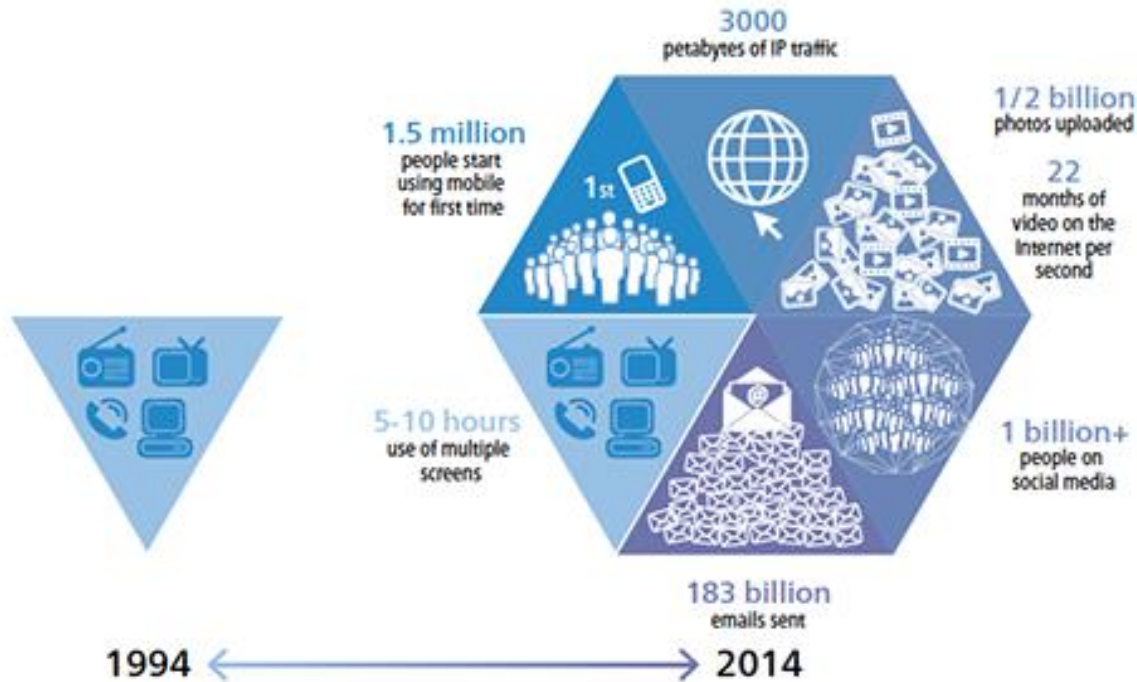 3000
petabytes of IP traffic
1.5 million
people start
using mobile
for first time
1st
1/2 billion
photos uploaded
22
months of
video on the
Internet per
second
5-10 hours
use of multiple
screens
@
1 billion+
people on
social media
183 billion
emails sent
1994
2014